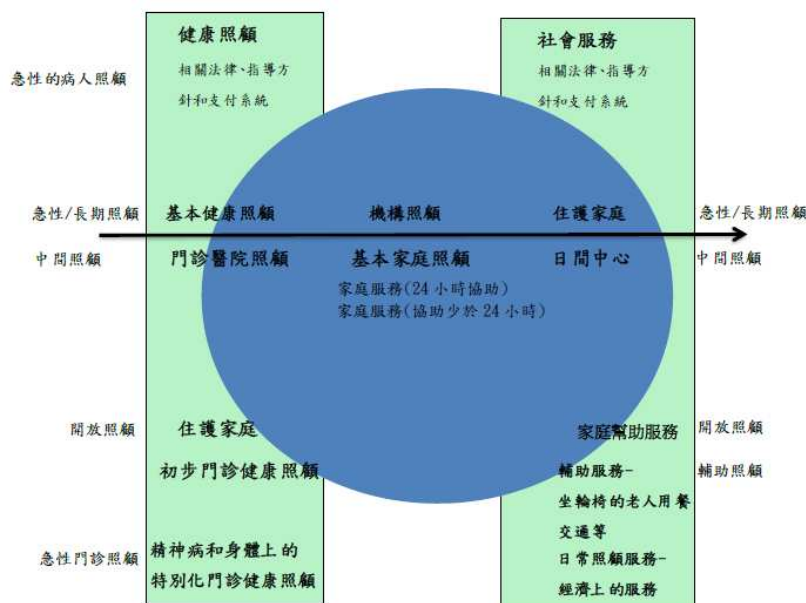 健康照顧
社會服務
急性的病人照顧
相關法律、指導方
針和支付系統
相關法律、指導方
針和支付系統
急性/長期照顧
基本健康照顧
機構照顧
住護家庭
急性/長期照顧
中間照顧
門診醫院照顧
基本家庭照顧
日間中心
中間照顧
家庭服務(24 小時協助)
家庭服務(協助少於 24 小時)
開放照顧
住護家庭
家庭幫助服務
開放照顧
初步門診健康照顧
輔助服務-
輔助照顧
坐輪椅的老人用餐
交通等
急性門診照顧
精神病和身體上的
特別化門診健康照顧
日常照顧服務-
經濟上的服務